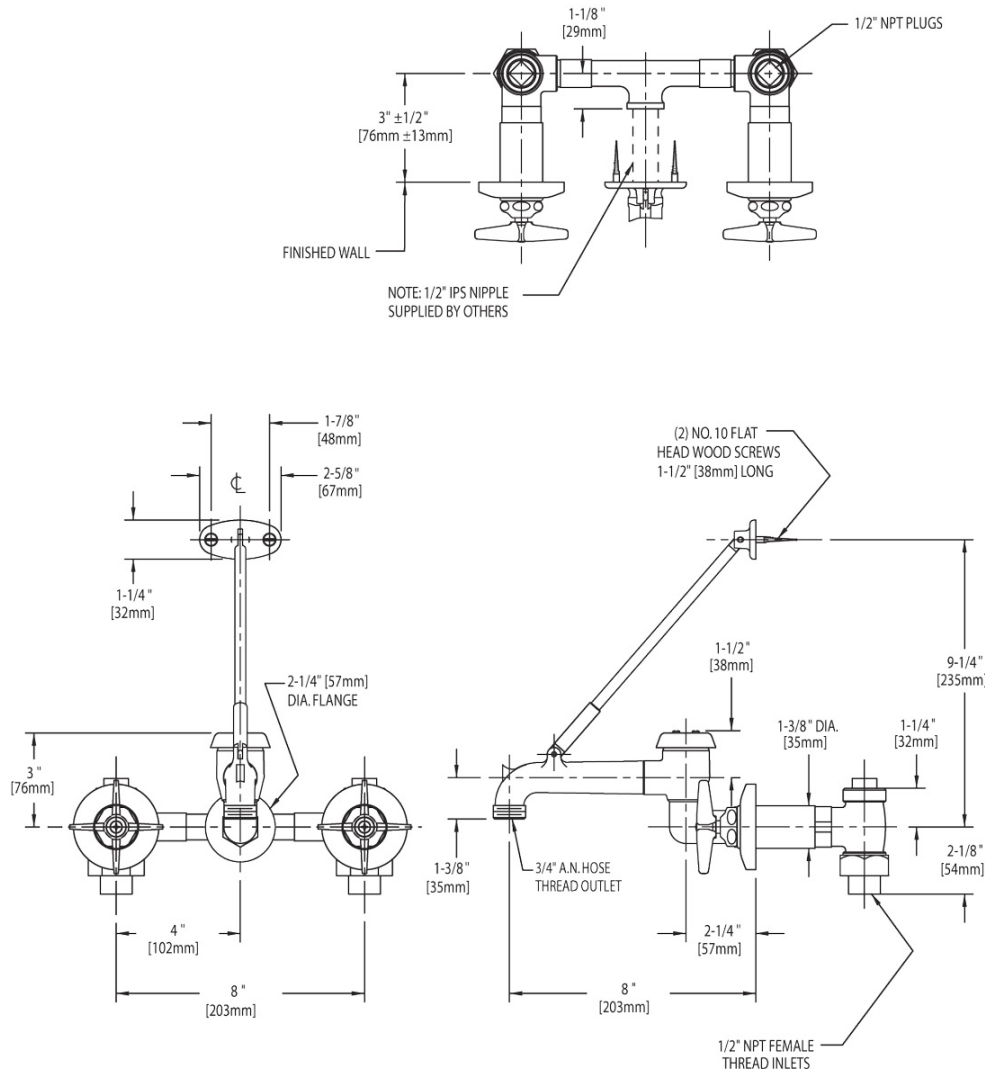 1-1/8"
[29mm]
1/2" NPT PLUGS
3" ±1/2"
[76mm ±13mm]
FINISHED WALL
NOTE: 1/2" IPS NIPPLE
SUPPLIED BY OTHERS
1-7/8"
[48mm]
2-5/8"
[67mm]
℄
1-1/4"
[32mm]
2-1/4" [57mm]
DIA. FLANGE
3"
[76mm]
4"
[102mm]
8"
[203mm]
(2) NO. 10 FLAT
HEAD WOOD SCREWS
1-1/2" [38mm] LONG
1-1/2"
[38mm]
9-1/4"
[235mm]
1-3/8" DIA.
[35mm]
1-1/4"
[32mm]
1-3/8"
[35mm]
3/4" A.N. HOSE
THREAD OUTLET
2-1/8"
[54mm]
2-1/4"
[57mm]
8"
[203mm]
1/2" NPT FEMALE
THREAD INLETS